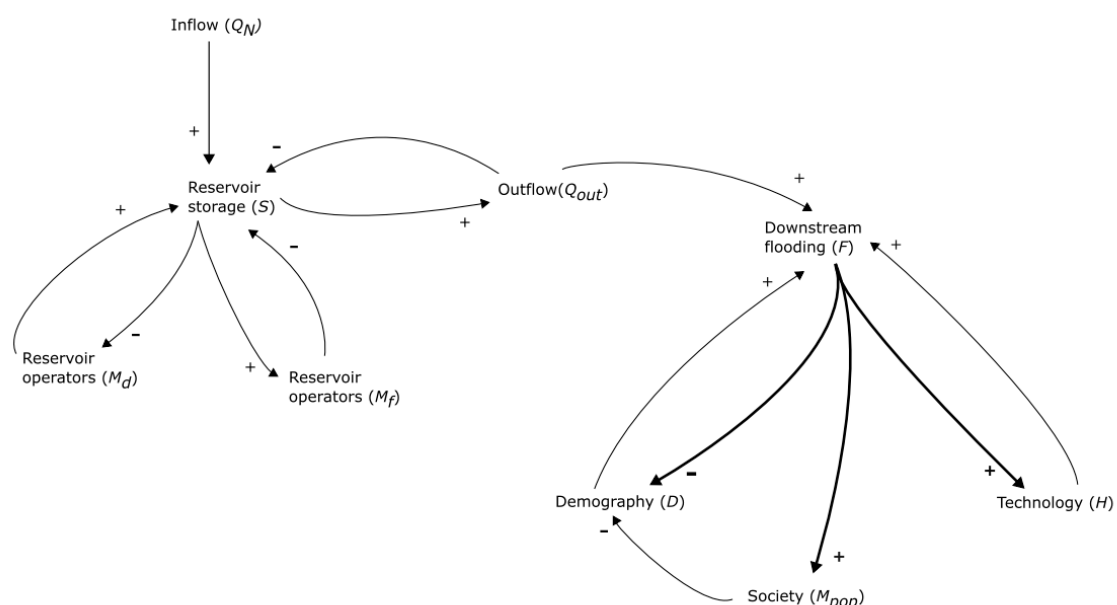 Inflow (Q_N)
+
-
+
Reservoir
storage (S)
Outflow(Q_out)
+
+
Downstream
flooding (F)
+
-
+
+
-
+
Reservoir
operators (M_d)
Reservoir
operators (M_f)
-
+
Demography (D)
Technology (H)
-
+
Society (M_pop)